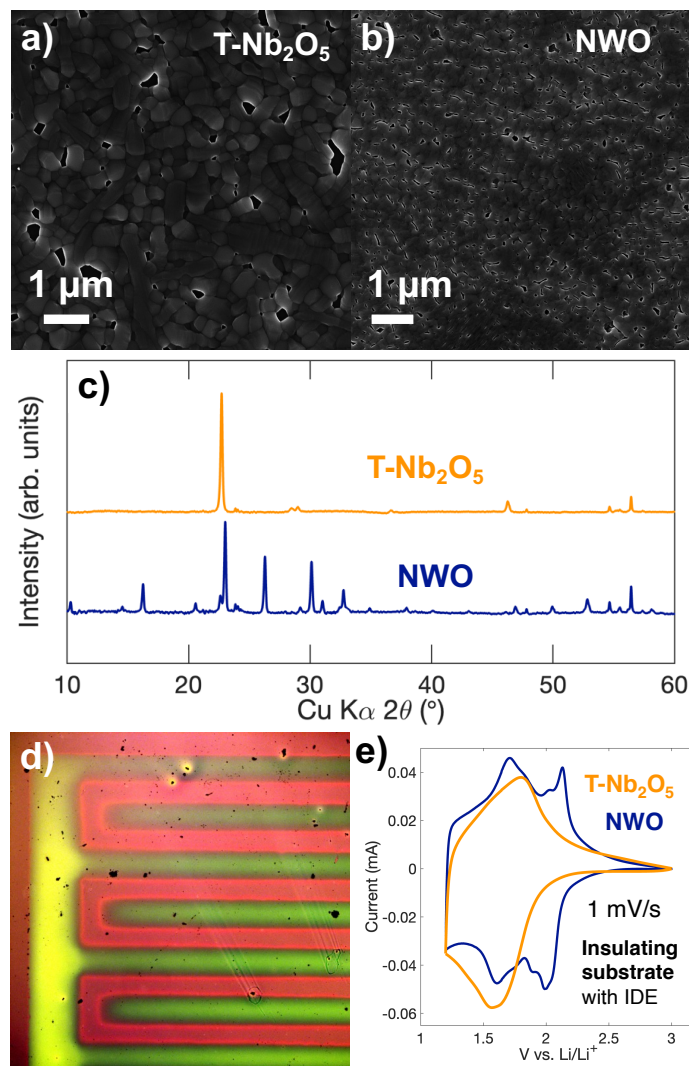 a)
T-Nb₂O₅
1 µm
b)
NWO
1 µm
c)
T-Nb₂O₅
NWO
Intensity (arb. units)
10 20 30 40 50 60
Cu Kα 2θ (°)
d)
e)
T-Nb₂O₅
NWO
1 mV/s
Insulating
substrate
with IDE
Current (mA)
0.04
0.02
0
-0.02
-0.04
-0.06
1 1.5 2 2.5 3
V vs. Li/Li⁺